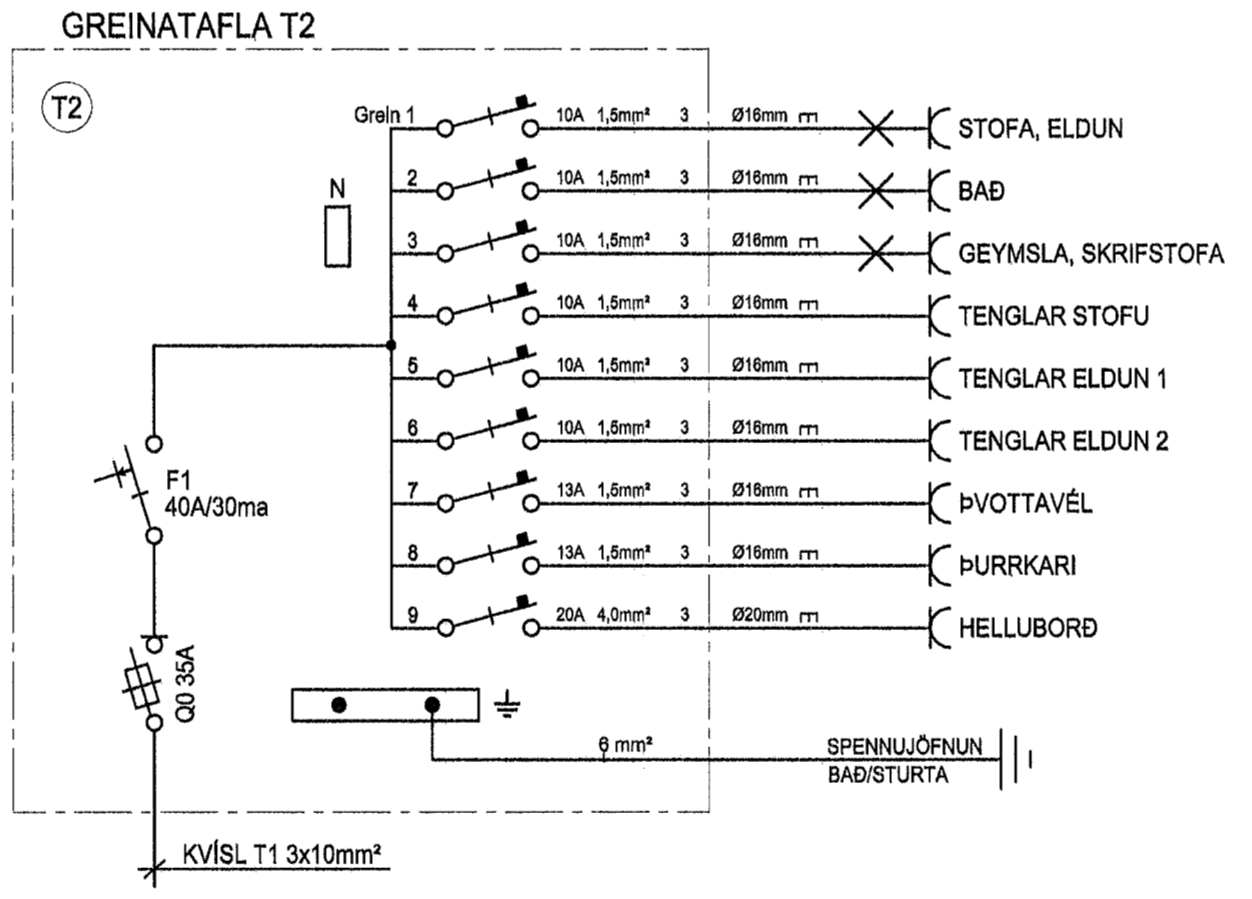 GREINATAFLA T2
T2
Grein 1 10A 1,5mm² 3 Ø16mm STOFA, ELDUN
2 10A 1,5mm² 3 Ø16mm BAÐ
N
3 10A 1,5mm² 3 Ø16mm GEYMSLA, SKRIFSTOFA
4 10A 1,5mm² 3 Ø16mm TENGLAR STOFU
5 10A 1,5mm² 3 Ø16mm TENGLAR ELDUN 1
6 10A 1,5mm² 3 Ø16mm TENGLAR ELDUN 2
7 13A 1,5mm² 3 Ø16mm ÞVOTTAVÉL
8 13A 1,5mm² 3 Ø16mm ÞURRKARI
9 20A 4,0mm² 3 Ø20mm HELLUBORÐ
F1
40A/30ma
Q0 35A
6 mm²
SPENNUJÖFNUN
BAÐ/STURTA
KVÍSL T1 3x10mm²